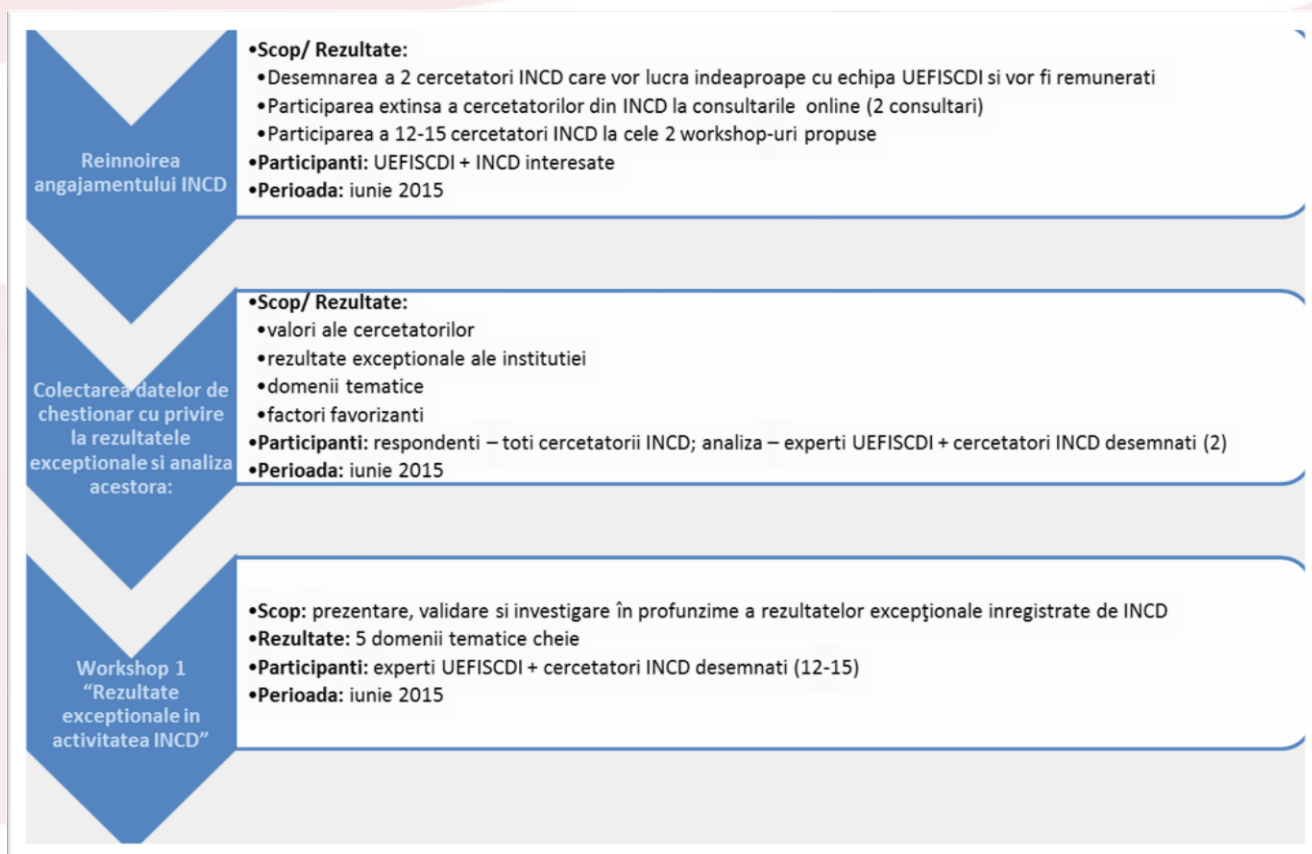 Reinnoirea
angajamentului INCD
•Scop/ Rezultate:
•Desemnarea a 2 cercetatori INCD care vor lucra indeaproape cu echipa UEFISCDI si vor fi remunerati
•Participarea extinsa a cercetatorilor din INCD la consultarile online (2 consultari)
•Participarea a 12-15 cercetatori INCD la cele 2 workshop-uri propuse
•Participanti: UEFISCDI + INCD interesate
•Perioada: iunie 2015
Colectarea datelor de
chestionar cu privire
la rezultatele
exceptionale si analiza
acestora:
•Scop/ Rezultate:
•valori ale cercetatorilor
•rezultate exceptionale ale institutiei
•domenii tematice
•factori favorizanti
•Participanti: respondenti – toti cercetatorii INCD; analiza – experti UEFISCDI + cercetatori INCD desemnati (2)
•Perioada: iunie 2015
Workshop 1
“Rezultate
exceptionale in
activitatea INCD”
•Scop: prezentare, validare si investigare în profunzime a rezultatelor excepţionale inregistrate de INCD
•Rezultate: 5 domenii tematice cheie
•Participanti: experti UEFISCDI + cercetatori INCD desemnati (12-15)
•Perioada: iunie 2015